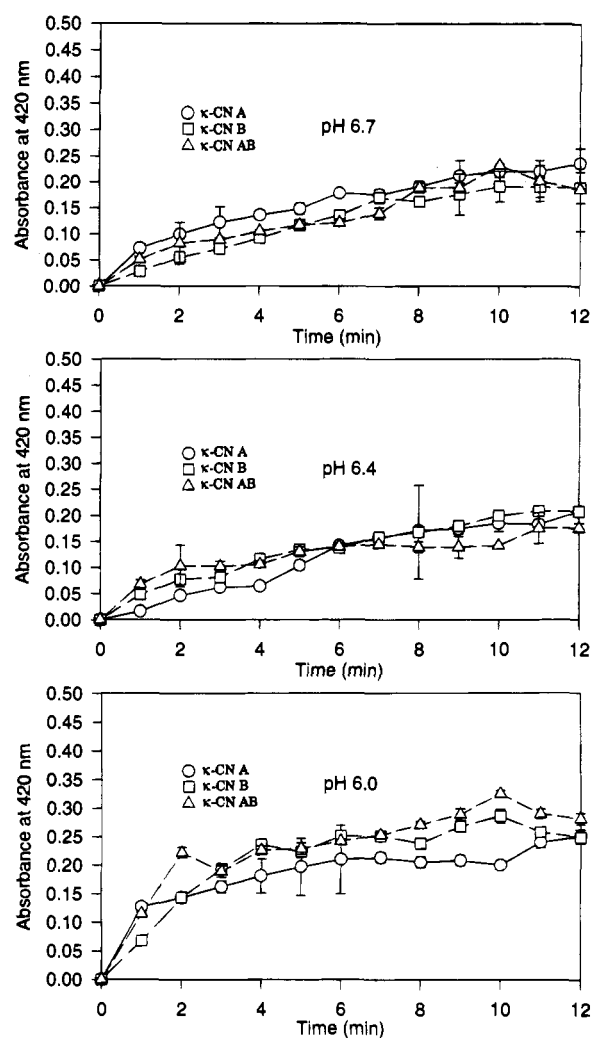 Absorbance at 420 nm
0.50
0.45
0.40
0.35
0.30
0.25
0.20
0.15
0.10
0.05
0.00
κ-CN A
κ-CN B
κ-CN AB
pH 6.7
0 2 4 6 8 10 12
Time (min)
Absorbance at 420 nm
0.50
0.45
0.40
0.35
0.30
0.25
0.20
0.15
0.10
0.05
0.00
κ-CN A
κ-CN B
κ-CN AB
pH 6.4
0 2 4 6 8 10 12
Time (min)
Absorbance at 420 nm
0.50
0.45
0.40
0.35
0.30
0.25
0.20
0.15
0.10
0.05
0.00
κ-CN A
κ-CN B
κ-CN AB
pH 6.0
0 2 4 6 8 10 12
Time (min)